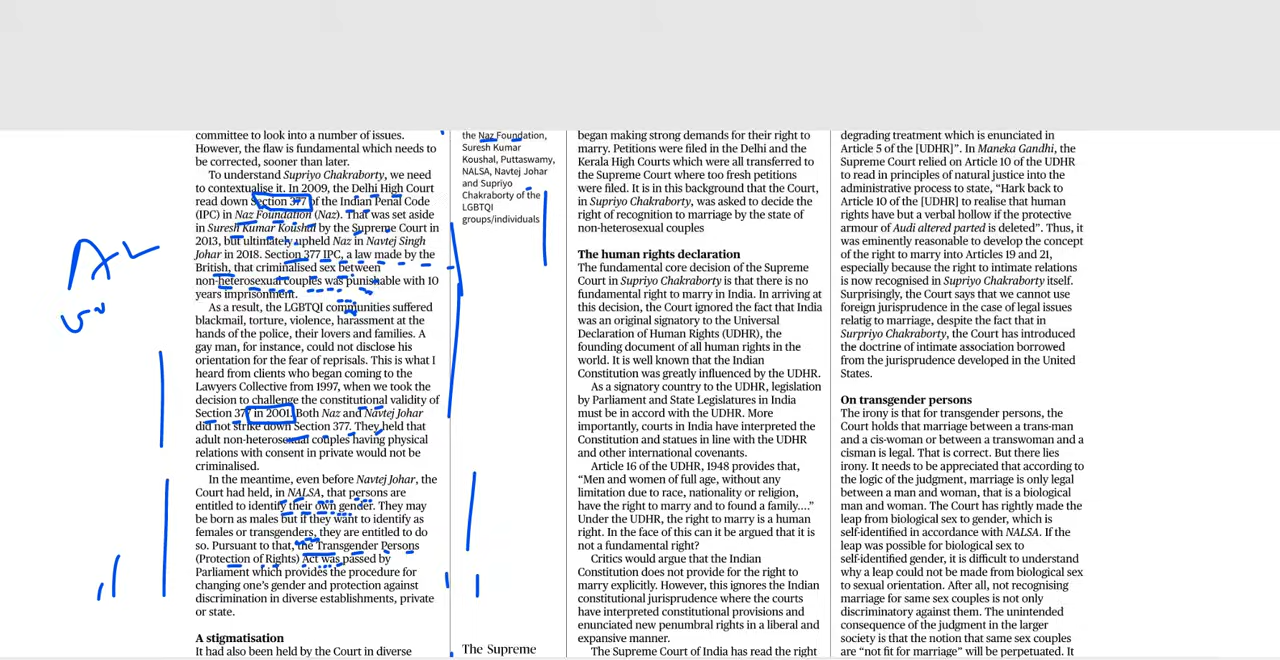 committee to look into a number of issues.
However, the flaw is fundamental which needs to
be corrected, sooner than later.
To understand Supriyo Chakraborty, we need
to contextualise it. In 2009, the Delhi High Court
read down Section 377 of the Indian Penal Code
(IPC) in Naz Foundation (Naz). That was set aside
in Suresh Kumar Koushal by the Supreme Court in
2013, but ultimately upheld Naz in Navtej Singh
Johar in 2018. Section 377 IPC, a law made by the
British, that criminalised sex between
non-heterosexual couples was punishable with 10
years imprisonment.
As a result, the LGBTQI communities suffered
blackmail, torture, violence, harassment at the
hands of the police, their lovers and families. A
gay man, for instance, could not disclose his
orientation for the fear of reprisals. This is what I
heard from clients who began coming to the
Lawyers Collective from 1997, when we took the
decision to challenge the constitutional validity of
Section 377 in 2001. Both Naz and Navtej Johar
did not strike down Section 377. They held that
adult non-heterosexual couples having physical
relations with consent in private would not be
criminalised.
In the meantime, even before Navtej Johar, the
Court had held, in NALSA, that persons are
entitled to identify their own gender. They may
be born as males but if they want to identify as
females or transgenders, they are entitled to do
so. Pursuant to that, the Transgender Persons
(Protection of Rights) Act was passed by
Parliament which provides the procedure for
changing one's gender and protection against
discrimination in diverse establishments, private
or state.
A stigmatisation
It had also been held by the Court in diverse
the Naz Foundation,
Suresh Kumar
Koushal, Puttaswamy,
NALSA, Navtej Johar
and Supriyo
Chakraborty of the
LGBTQI
groups/individuals
The Supreme
began making strong demands for their right to
marry. Petitions were filed in the Delhi and the
Kerala High Courts which were all transferred to
the Supreme Court where too fresh petitions
were filed. It is in this background that the Court,
in Supriyo Chakraborty, was asked to decide the
right of recognition to marriage by the state of
non-heterosexual couples
The human rights declaration
The fundamental core decision of the Supreme
Court in Supriyo Chakraborty is that there is no
fundamental right to marry in India. In arriving at
this decision, the Court ignored the fact that India
was an original signatory to the Universal
Declaration of Human Rights (UDHR), the
founding document of all human rights in the
world. It is well known that the Indian
Constitution was greatly influenced by the UDHR.
As a signatory country to the UDHR, legislation
by Parliament and State Legislatures in India
must be in accord with the UDHR. More
importantly, courts in India have interpreted the
Constitution and statutes in line with the UDHR
and other international covenants.
Article 16 of the UDHR, 1948 provides that,
“Men and women of full age, without any
limitation due to race, nationality or religion,
have the right to marry and to found a family....”
Under the UDHR, the right to marry is a human
right. In the face of this can it be argued that it is
not a fundamental right?
Critics would argue that the Indian
Constitution does not provide for the right to
marry explicitly. However, this ignores the Indian
constitutional jurisprudence where the courts
have interpreted constitutional provisions and
enunciated new penumbral rights in a liberal and
expansive manner.
The Supreme Court of India has read the right
degrading treatment which is enunciated in
Article 5 of the [UDHR]”. In Maneka Gandhi, the
Supreme Court relied on Article 10 of the UDHR
to read in principles of natural justice into the
administrative process to state, “Hark back to
Article 10 of the [UDHR] to realise that human
rights have but a verbal hollow if the protective
armour of Audi altered parted is deleted”. Thus, it
was eminently reasonable to develop the concept
of the right to marry into Articles 19 and 21,
especially because the right to intimate relations
is now recognised in Supriyo Chakraborty itself.
Surprisingly, the Court says that we cannot use
foreign jurisprudence in the case of legal issues
relatig to marriage, despite the fact that in
Surpriyo Chakraborty, the Court has introduced
the doctrine of intimate association borrowed
from the jurisprudence developed in the United
States.
On transgender persons
The irony is that for transgender persons, the
Court holds that marriage between a trans-man
and a cis-woman or between a transwoman and a
cisman is legal. That is correct. But there lies
irony. It needs to be appreciated that according to
the logic of the judgment, marriage is only legal
between a man and woman, that is a biological
man and woman. The Court has rightly made the
leap from biological sex to gender, which is
self-identified in accordance with NALSA. If the
leap was possible for biological sex to
self-identified gender, it is difficult to understand
why a leap could not be made from biological sex
to sexual orientation. After all, not recognising
marriage for same sex couples is not only
discriminatory against them. The unintended
consequence of the judgment in the larger
society is that the notion that same sex couples
are “not fit for marriage” will be perpetuated. It